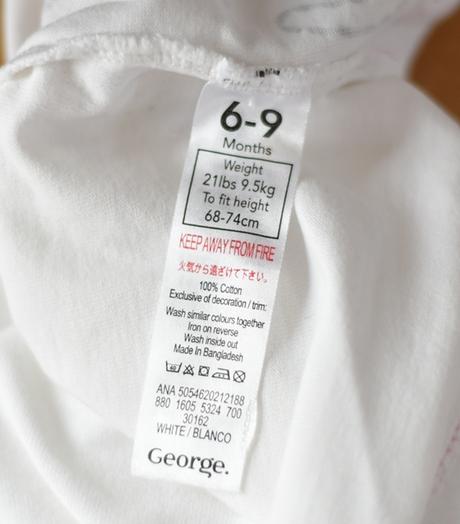 6-9
Months
Weight
21lbs 9.5kg
To fit height
68-74cm
KEEP AWAY FROM FIRE
火気から遠ざけて下さい。
100% Cotton
Exclusive of decoration / trim:
Wash similar colours together
Iron on reverse
Wash inside out
Made In Bangladesh
ANA 5054620212188
880 1605 5324 700
30162
WHITE / BLANCO
George.